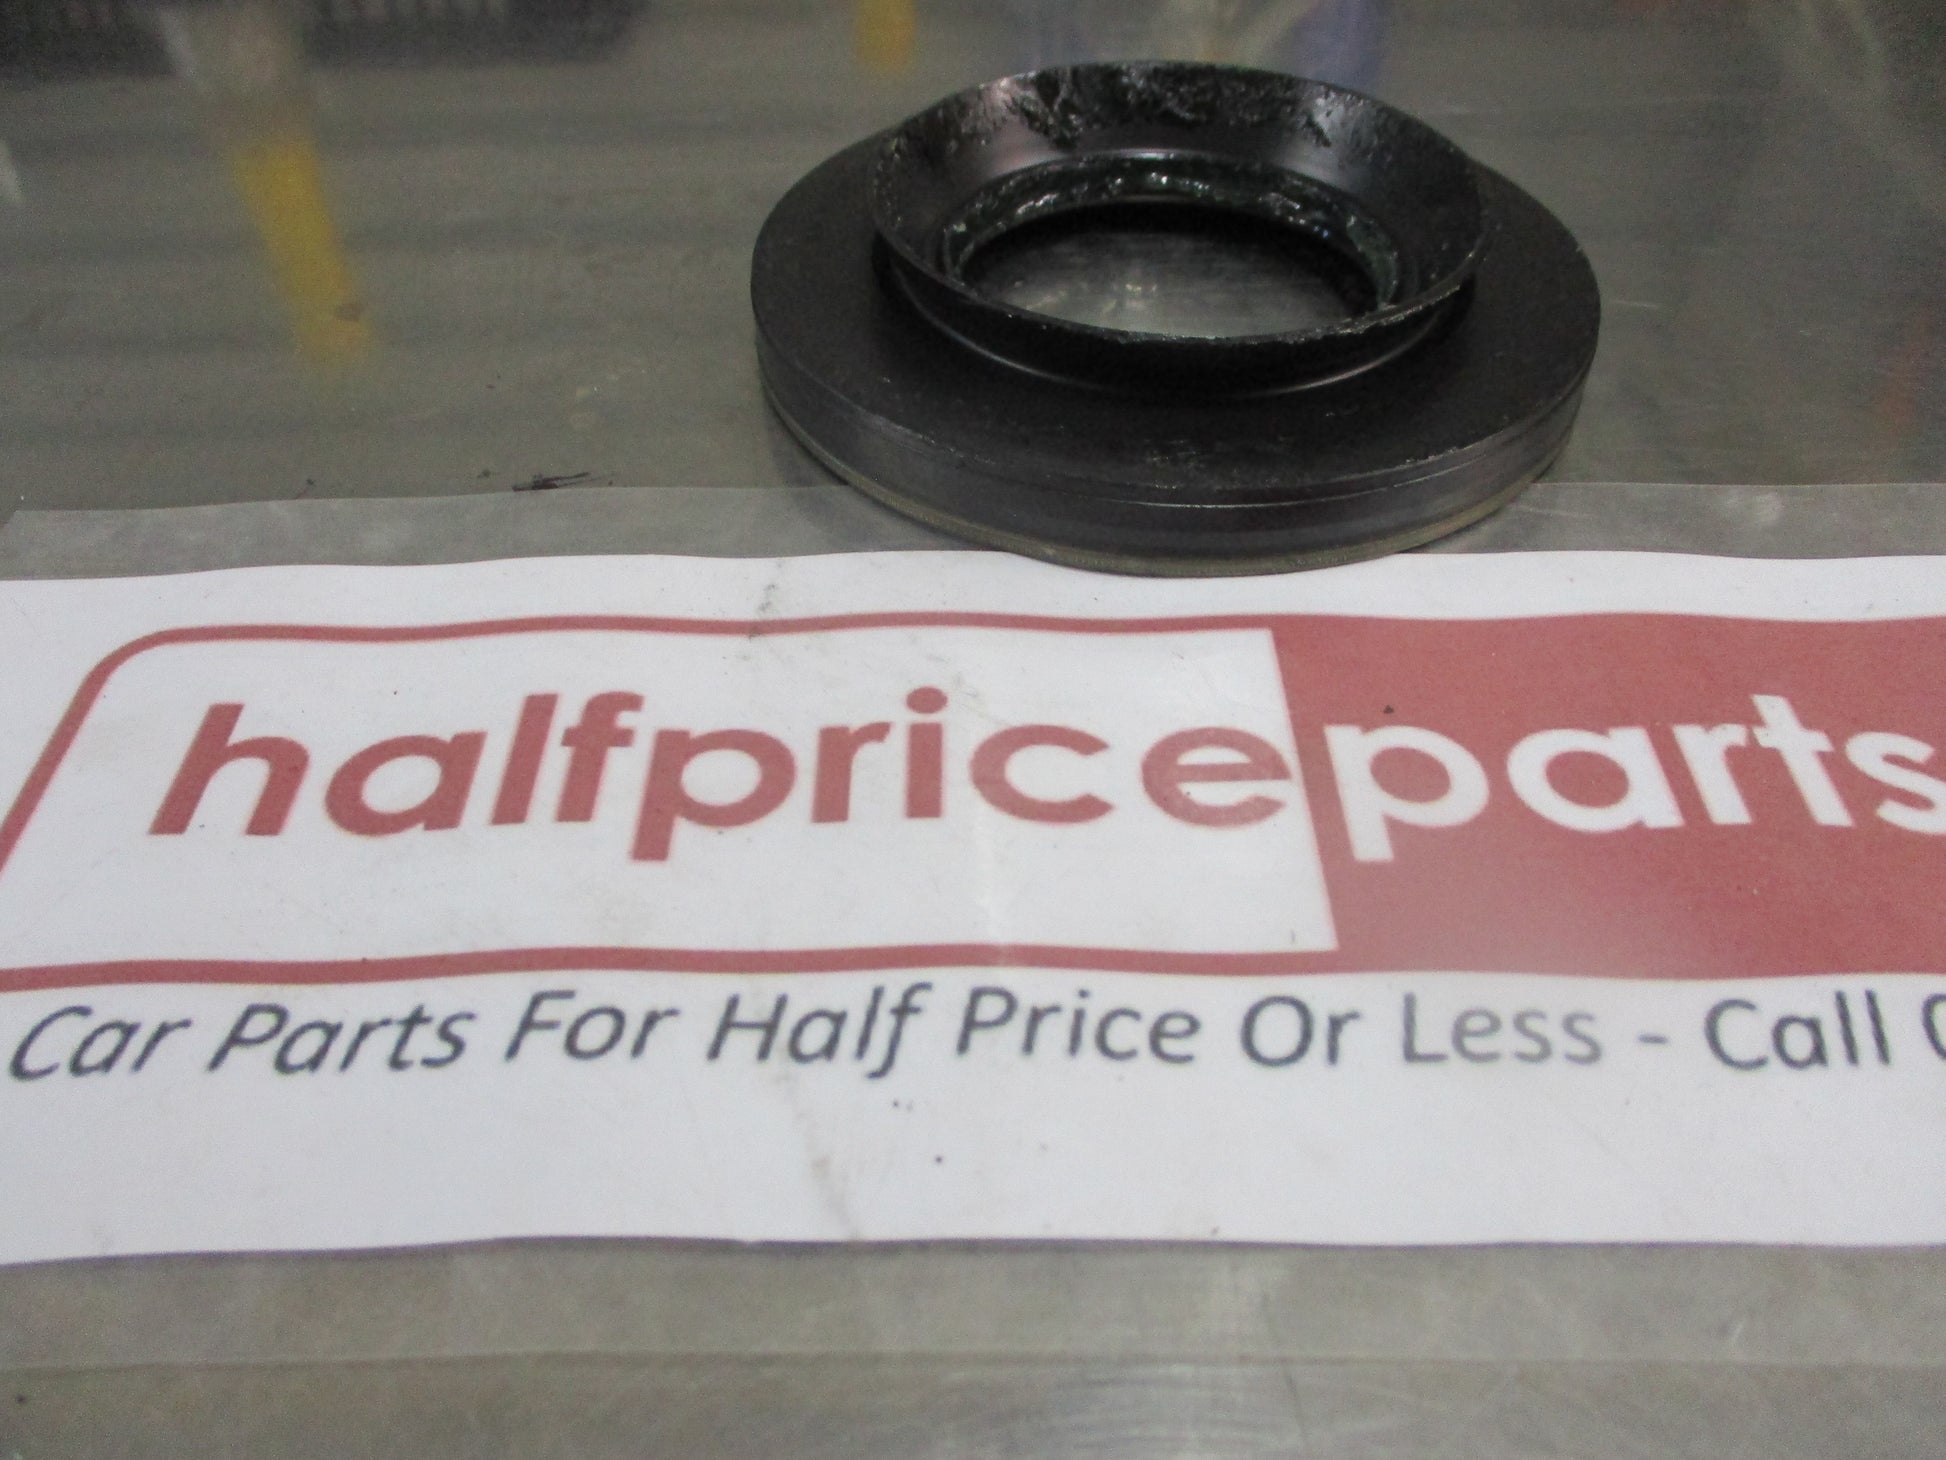 halfpriceparts
Car Parts For Half Price Or Less - Call